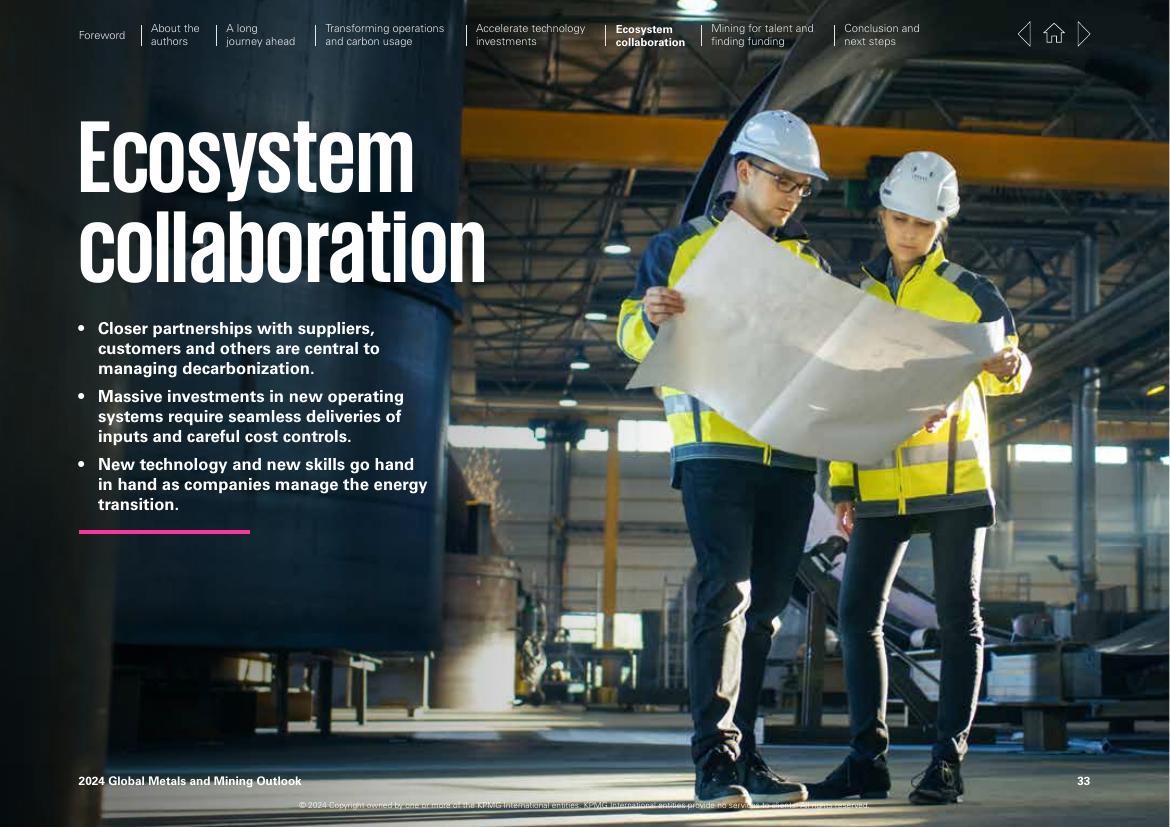 Foreword
About the
authors
A long
journey ahead
Transforming operations
and carbon usage
Accelerate technology
investments
Ecosystem
collaboration
Mining for talent and
finding funding
Conclusion and
next steps
Ecosystem
collaboration
• Closer partnerships with suppliers,
customers and others are central to
managing decarbonization.
• Massive investments in new operating
systems require seamless deliveries of
inputs and careful cost controls.
• New technology and new skills go hand
in hand as companies manage the energy
transition.
2024 Global Metals and Mining Outlook
33
© 2024 Copyright owned by one or more of the KPMG International entities. KPMG International entities provide no services to clients. All rights reserved.